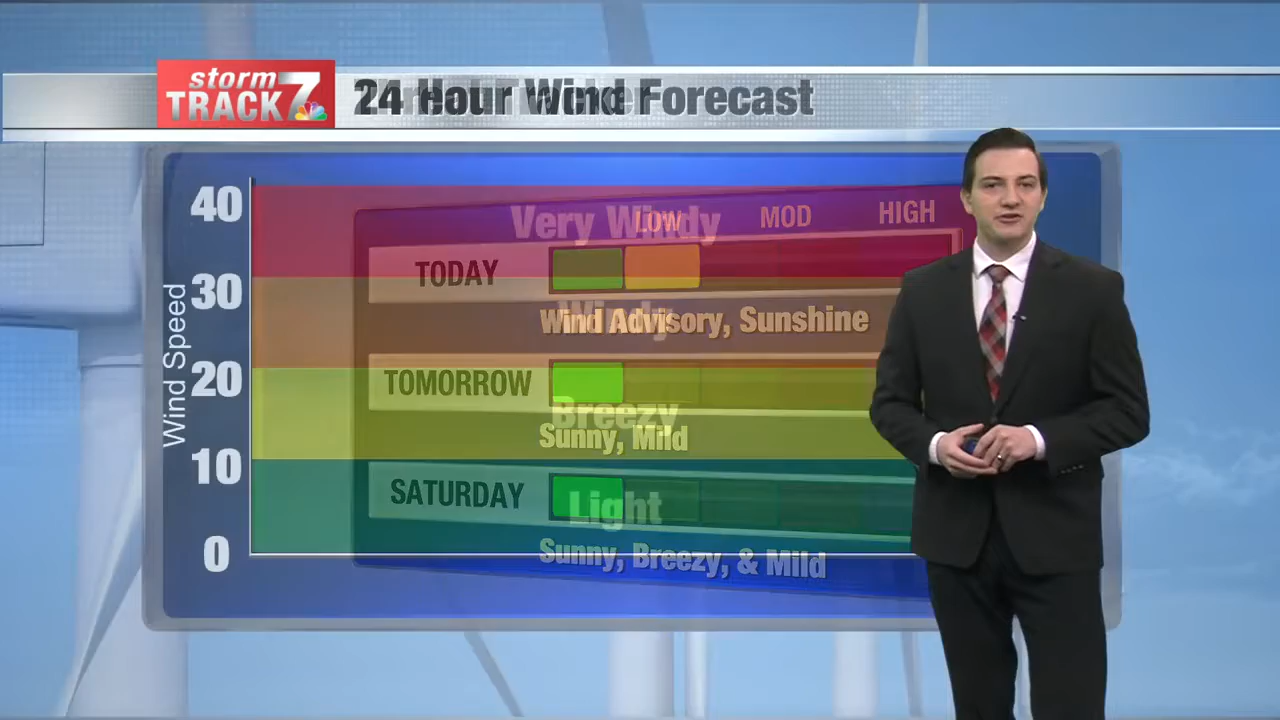 storm
TRACK 7
24 Hour Wind Forecast
40
30
20
10
0
Wind Speed
Very Windy
LOW MOD HIGH
TODAY
Windy
Wind Advisory, Sunshine
TOMORROW
Breezy
Sunny, Mild
SATURDAY
Light
Sunny, Breezy, & Mild